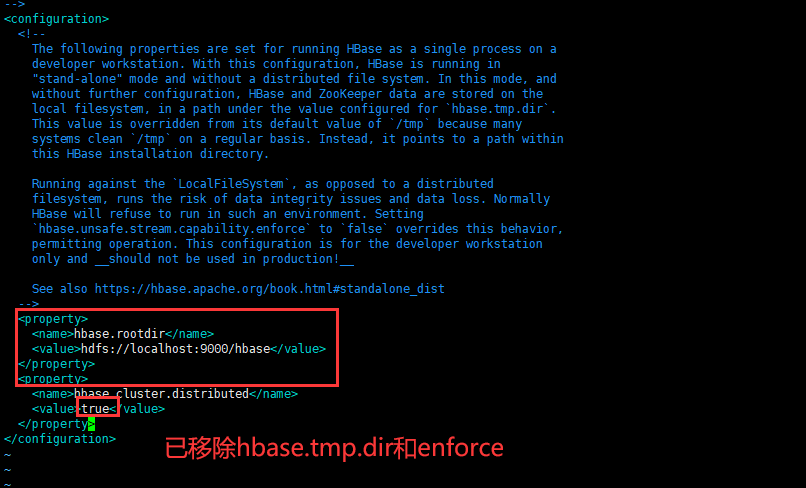 -->
<configuration>
<!--
The following properties are set for running HBase as a single process on a
developer workstation. With this configuration, HBase is running in
"stand-alone" mode and without a distributed file system. In this mode, and
without further configuration, HBase and ZooKeeper data are stored on the
local filesystem, in a path under the value configured for `hbase.tmp.dir`.
This value is overridden from its default value of `/tmp` because many
systems clean `/tmp` on a regular basis. Instead, it points to a path within
this HBase installation directory.
Running against the `LocalFileSystem`, as opposed to a distributed
filesystem, runs the risk of data integrity issues and data loss. Normally
HBase will refuse to run in such an environment. Setting
`hbase.unsafe.stream.capability.enforce` to `false` overrides this behavior,
permitting operation. This configuration is for the developer workstation
only and __should not be used in production!__
See also https://hbase.apache.org/book.html#standalone_dist
-->
<property>
<name>hbase.rootdir</name>
<value>hdfs://localhost:9000/hbase</value>
</property>
<property>
<name>hbase.cluster.distributed</name>
<value>true</value>
</property>
</configuration>
已移除hbase.tmp.dir和enforce
~
~
~